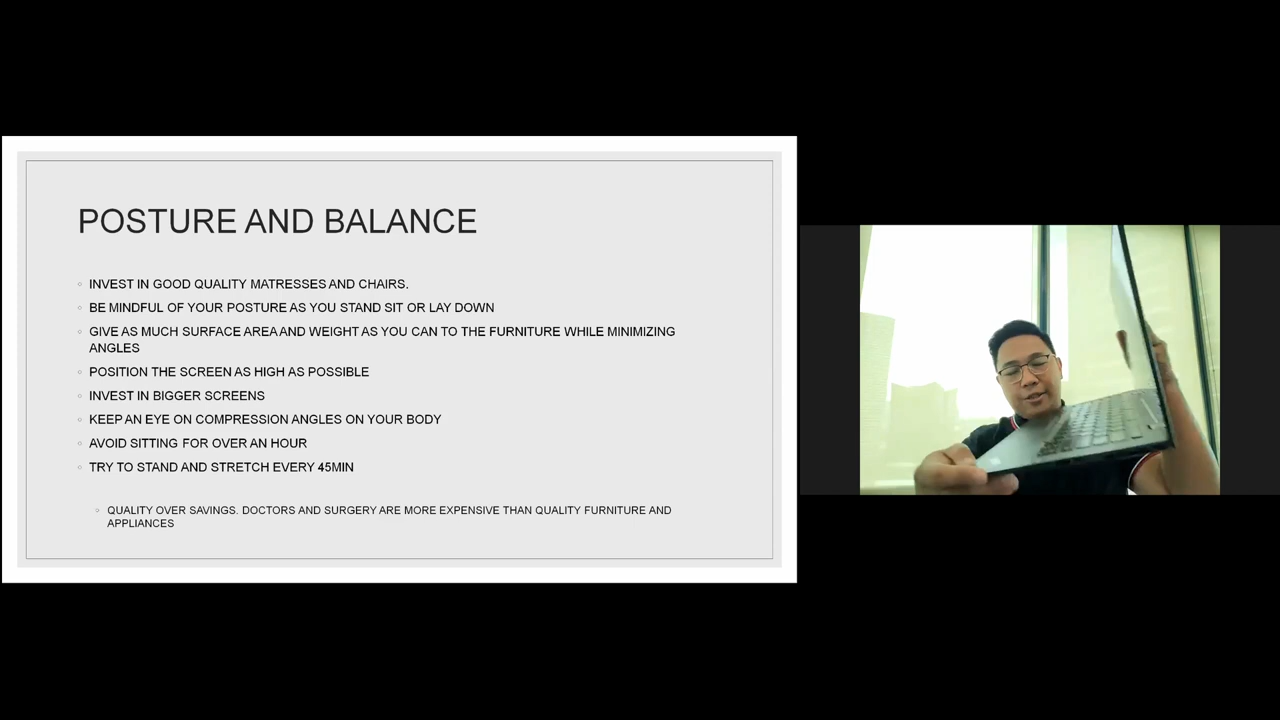 POSTURE AND BALANCE
INVEST IN GOOD QUALITY MATRESSES AND CHAIRS.
BE MINDFUL OF YOUR POSTURE AS YOU STAND SIT OR LAY DOWN
GIVE AS MUCH SURFACE AREA AND WEIGHT AS YOU CAN TO THE FURNITURE WHILE MINIMIZING
ANGLES
POSITION THE SCREEN AS HIGH AS POSSIBLE
INVEST IN BIGGER SCREENS
KEEP AN EYE ON COMPRESSION ANGLES ON YOUR BODY
AVOID SITTING FOR OVER AN HOUR
TRY TO STAND AND STRETCH EVERY 45MIN
QUALITY OVER SAVINGS. DOCTORS AND SURGERY ARE MORE EXPENSIVE THAN QUALITY FURNITURE AND
APPLIANCES